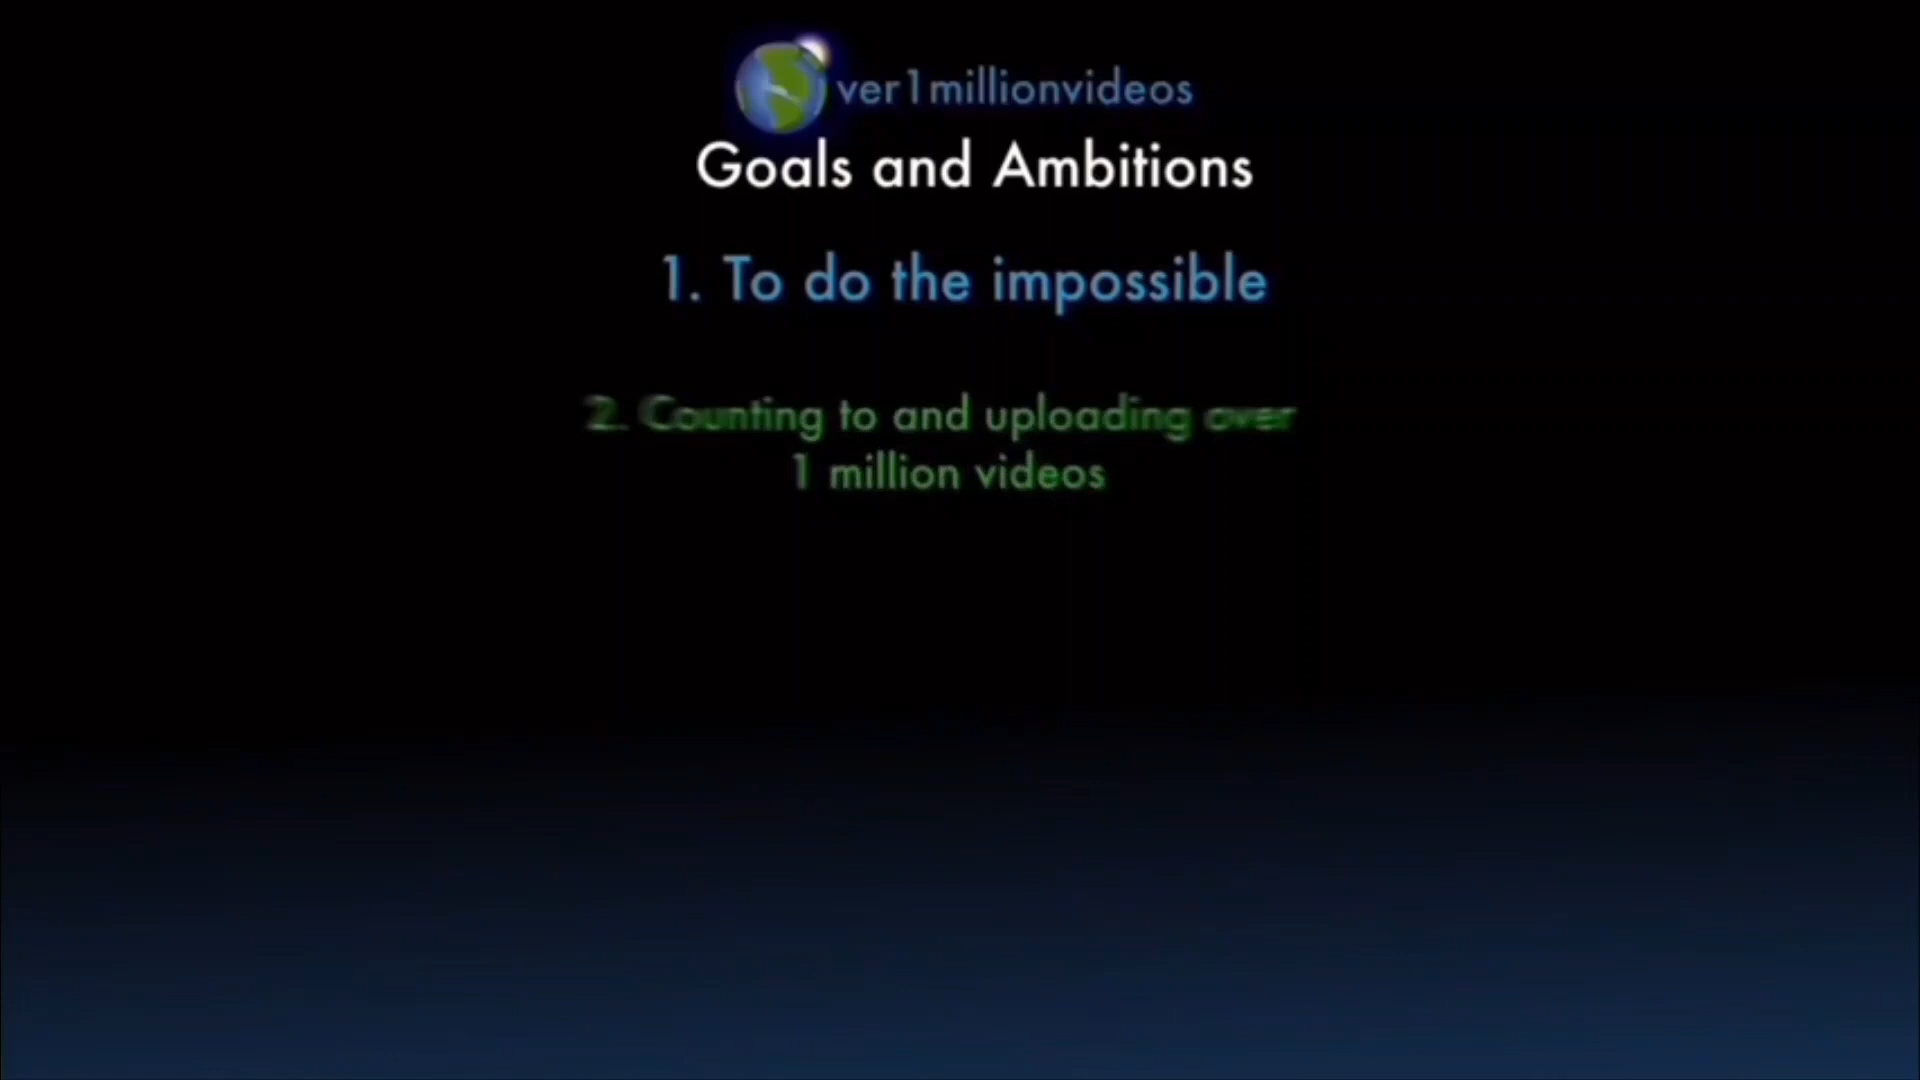 ver1millionvideos
Goals and Ambitions
1. To do the impossible
2. Counting to and uploading over
1 million videos